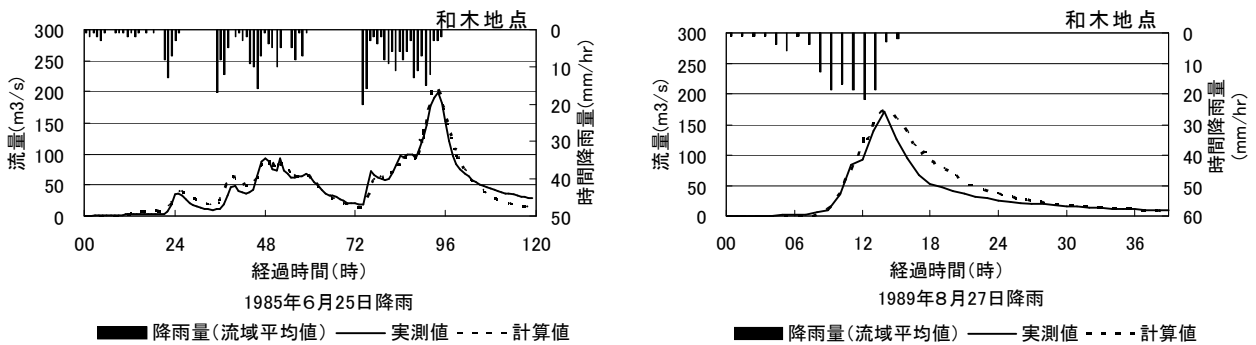 和木地点
流量(m3/s)
300
250
200
150
100
50
0
0
10
20
30
40
50
時間降雨量(mm/hr)
00 24 48 72 96 120
経過時間(時)
1985年6月25日降雨
降雨量(流域平均値) 実測値 計算値
和木地点
流量(m3/s)
300
250
200
150
100
50
0
0
10
20
30
40
50
60
時間降雨量
(mm/hr)
00 06 12 18 24 30 36
経過時間(時)
1989年8月27日降雨
降雨量(流域平均値) 実測値 計算値